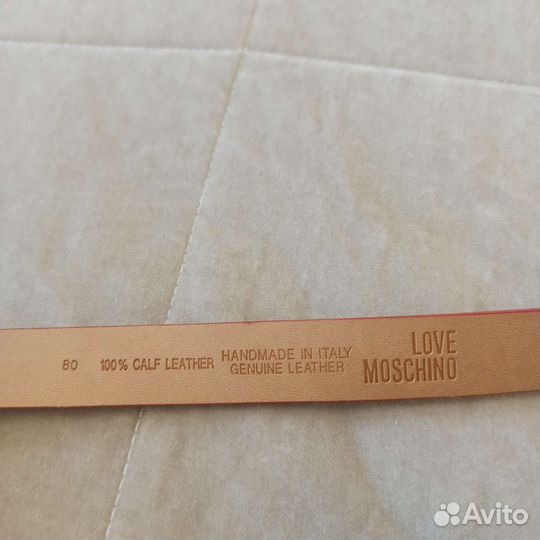 80 100% CALF LEATHER HANDMADE IN ITALY
GENUINE LEATHER
LOVE
MOSCHINO
Avito